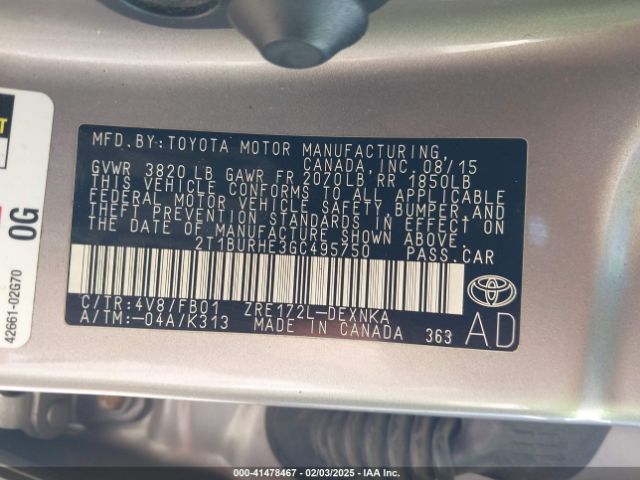 MFD. BY: TOYOTA MOTOR MANUFACTURING,
CANADA, INC. 08/15
GVWR 3820 LB GAWR FR 2070LB RR 1850LB
THIS VEHICLE CONFORMS TO ALL APPLICABLE
FEDERAL MOTOR VEHICLE SAFETY, BUMPER, AND
THEFT PREVENTION STANDARDS IN EFFECT ON
THE DATE OF MANUFACTURE SHOWN ABOVE.
2T1BURHE3GC495750 PASS.CAR
C/TR:4V8/FB01 ZRE172L-DEXNKA
A/TM:-04A/K313 MADE IN CANADA 363 AD
0G
42661-02G70
000-41478467 - 02/03/2025 - IAA Inc.